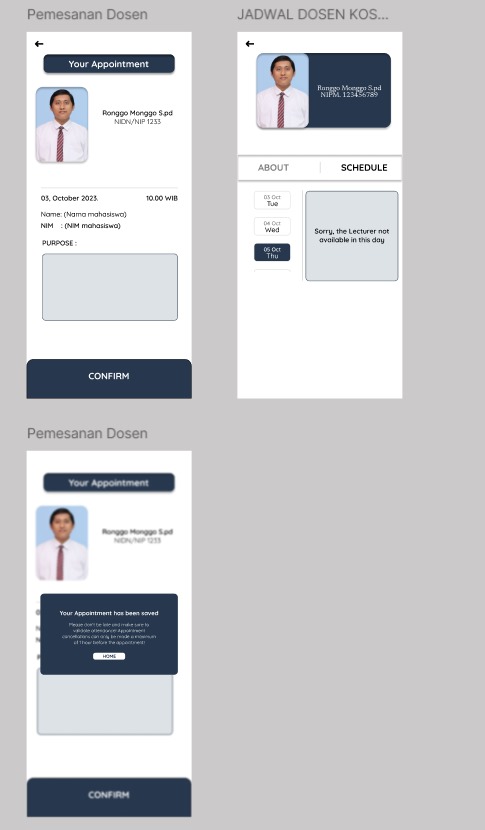 Pemesanan Dosen
Your Appointment
Ronggo Monggo S.pd
NIDN/NIP 1233
03, October 2023.
10.00 WIB
Name: (Nama mahasiswa)
NIM : (NIM mahasiswa)
PURPOSE :
CONFIRM
JADWAL DOSEN KOS...
Ronggo Monggo S.pd
NIPM. 123456789
ABOUT
SCHEDULE
03 Oct
Tue
04 Oct
Wed
05 Oct
Thu
Sorry, the Lecturer not
available in this day
Pemesanan Dosen
Your Appointment
Ronggo Monggo S.pd
NIDN/NIP 1233
Your Appointment has been saved
Please don't be late and make sure to
validate attendance! Appointment
cancellations can only be made a maximum
of 1 hour before the appointment!
HOME
CONFIRM